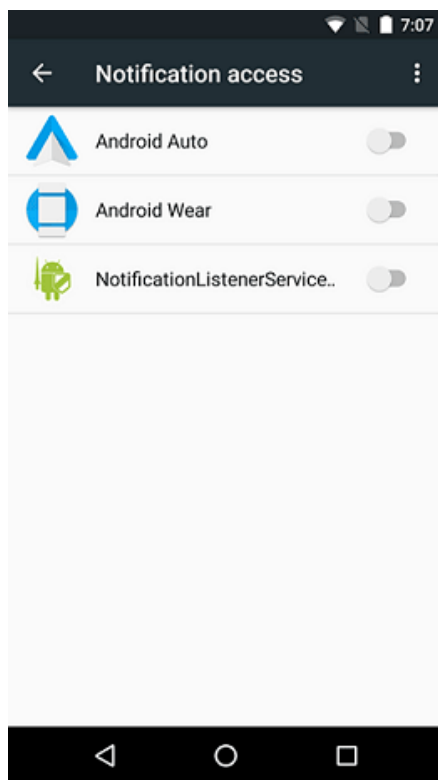 7:07
Notification access
Android Auto
Android Wear
NotificationListenerService..